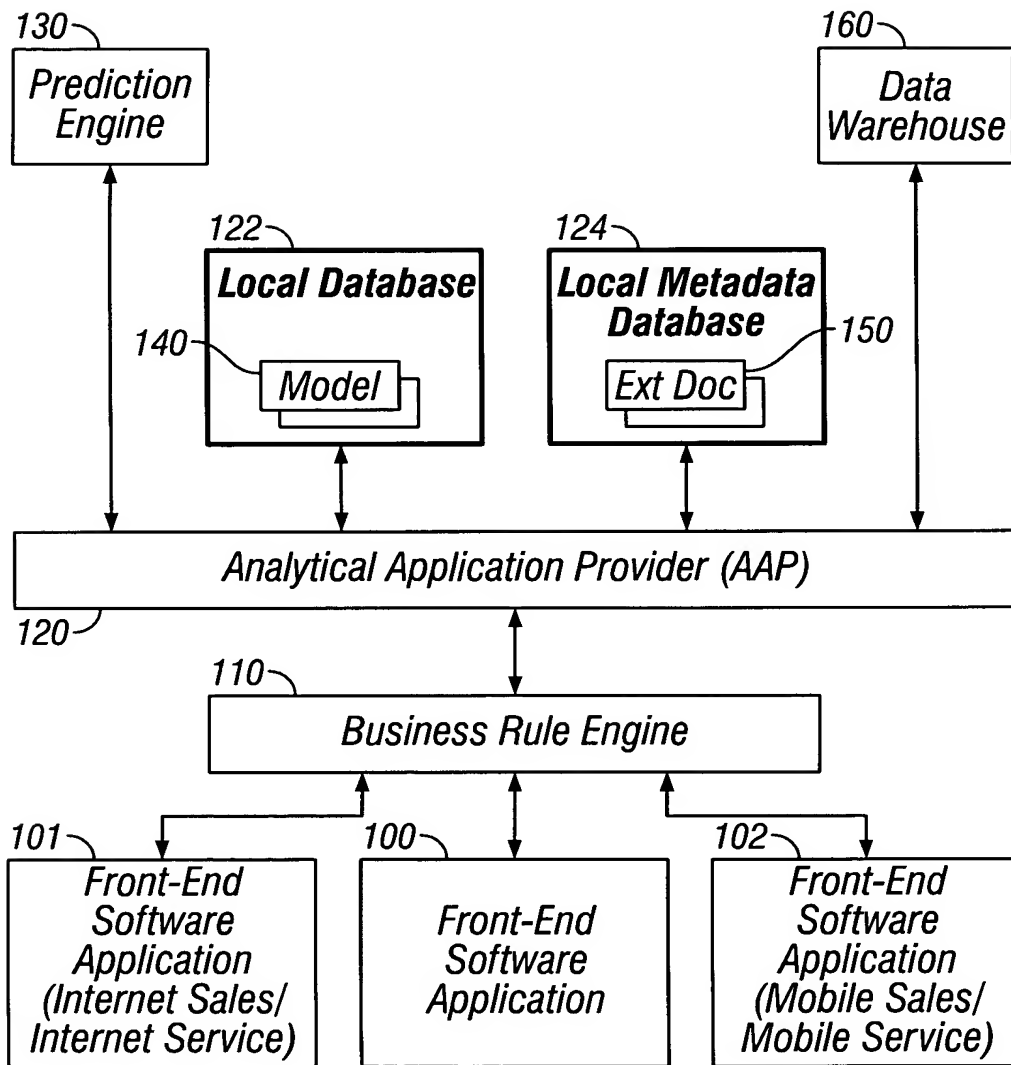 130
Prediction
Engine
160
Data
Warehouse
122
Local Database
140
Model
124
Local Metadata
Database
150
Ext Doc
Analytical Application Provider (AAP)
120
110
Business Rule Engine
101
Front-End
Software
Application
(Internet Sales/
Internet Service)
100
Front-End
Software
Application
102
Front-End
Software
Application
(Mobile Sales/
Mobile Service)